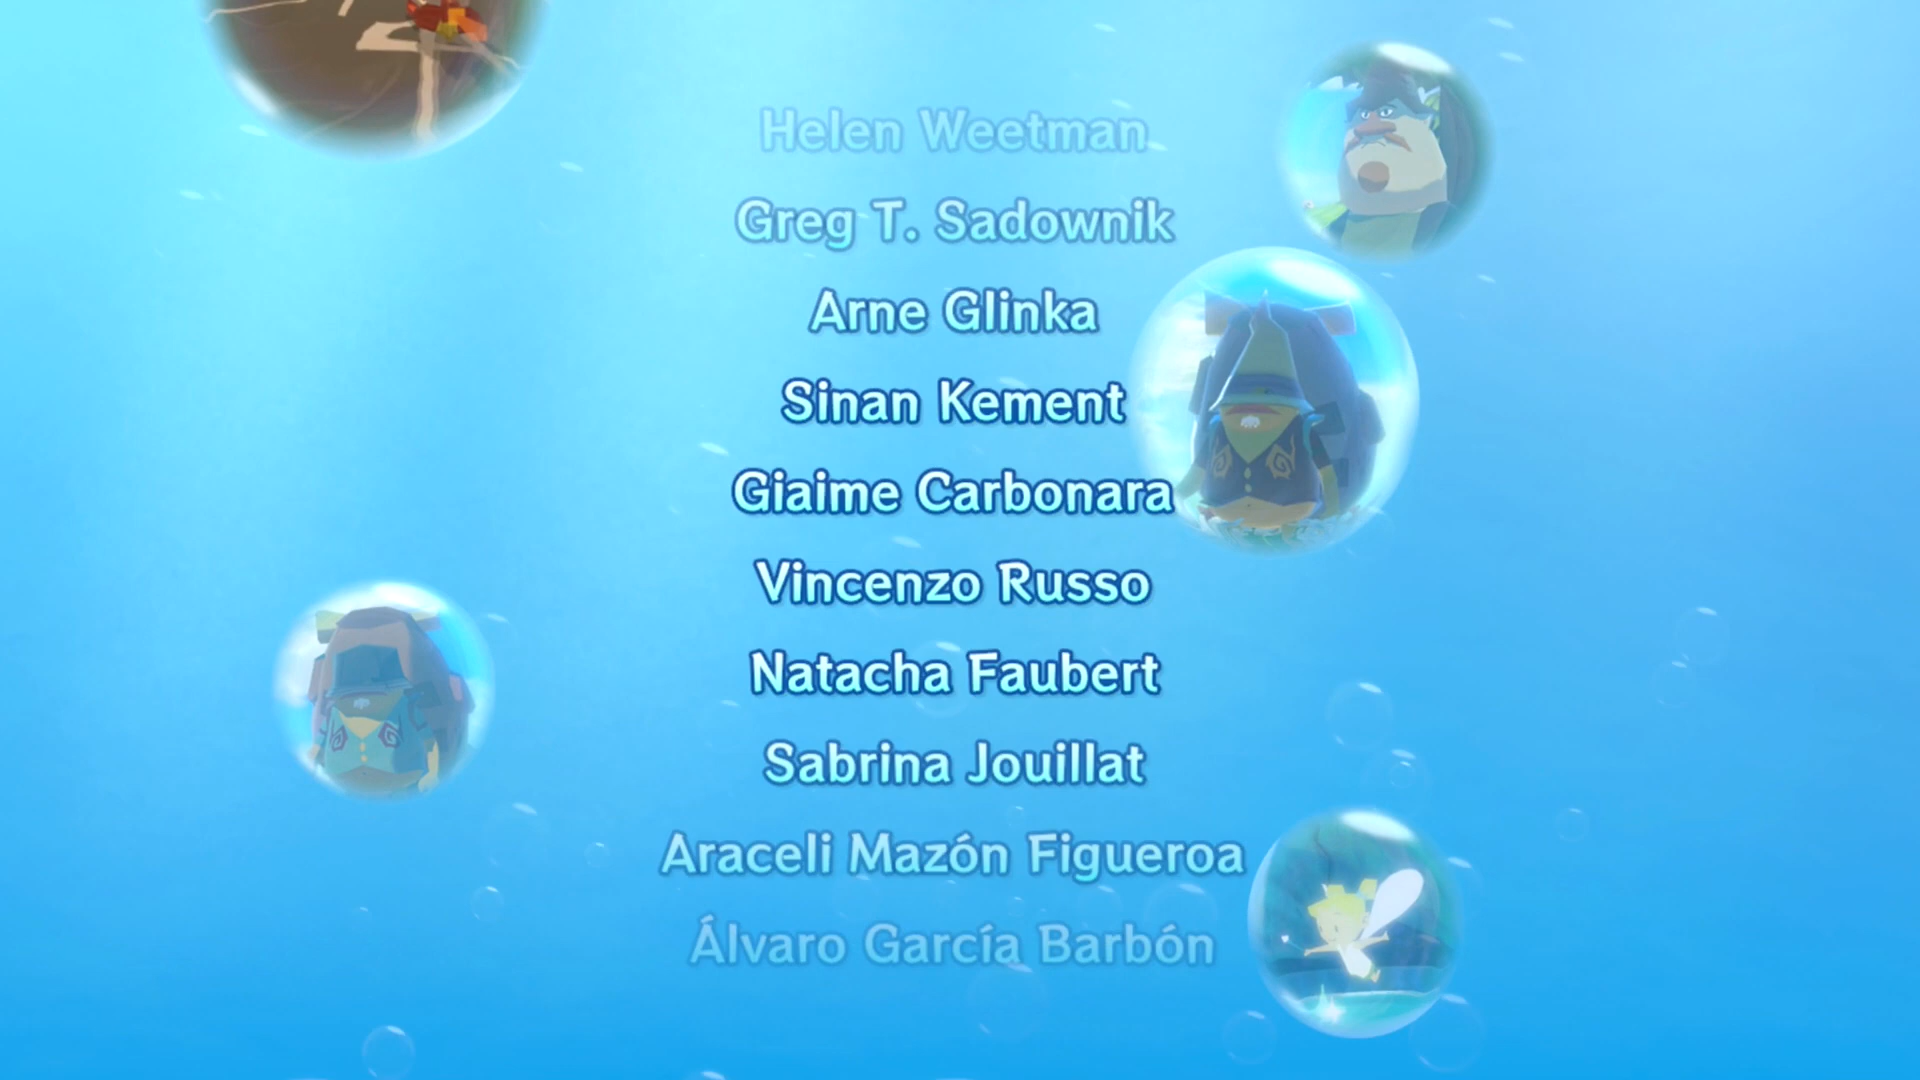 Helen Weetman
Greg T. Sadownik
Arne Glinka
Sinan Kement
Giaime Carbonara
Vincenzo Russo
Natacha Faubert
Sabrina Jouillat
Araceli Mazón Figueroa
Álvaro García Barbón